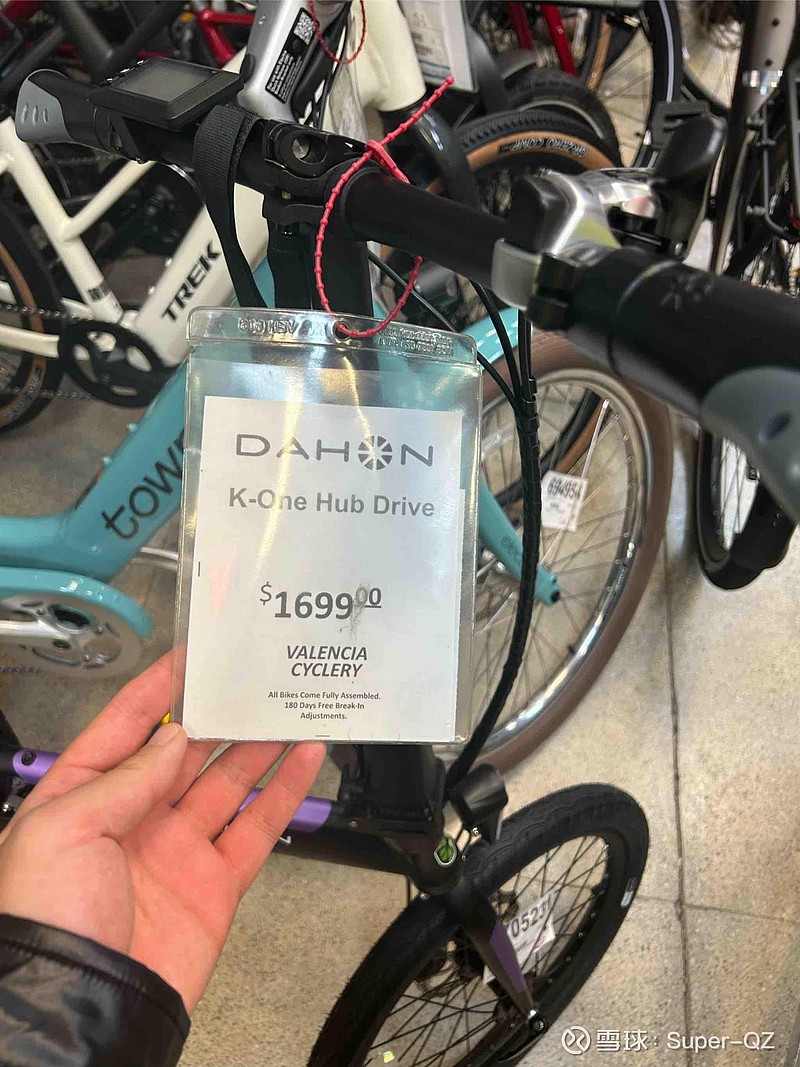 TREK
town
694954
DAHON
K-One Hub Drive
$1699.00
VALENCIA
CYCLERY
All Bikes Come Fully Assembled.
180 Days Free Break-In
Adjustments.
雪球：Super-QZ